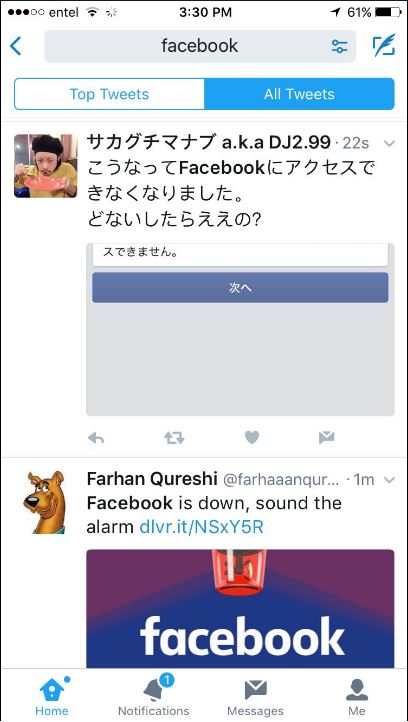 entel 3:30 PM 61%
facebook
Top Tweets All Tweets
サカグチマナブ a.k.a DJ2.99 · 22s
こうなってFacebookにアクセスで
きなくなりました。
どないしたらええの?
スできません。
次へ
Farhan Qureshi @farhaaanqur... · 1m
Facebook is down, sound the
alarm dlvr.it/NSxY5R
facebook
1
Home Notifications Messages Me